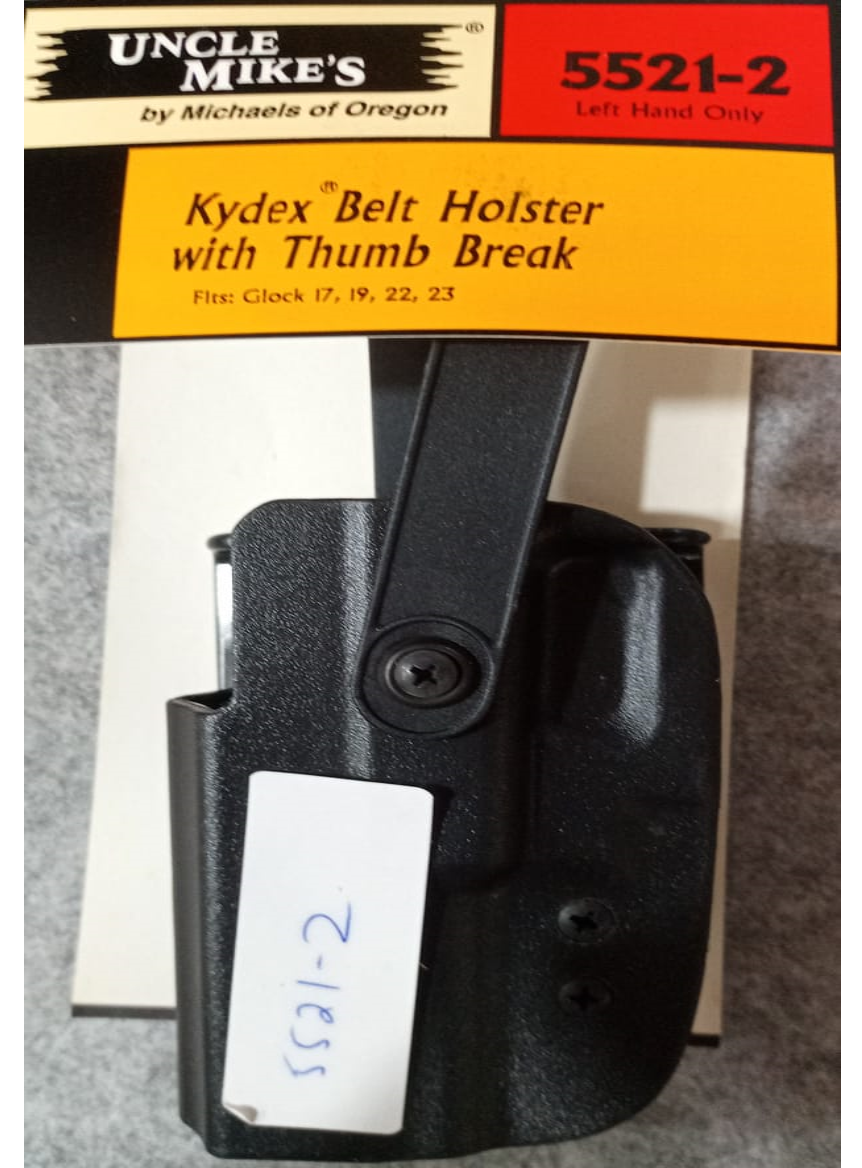 UNCLE
MIKE'S®
by Michaels of Oregon
5521-2
Left Hand Only
Kydex® Belt Holster
with Thumb Break
Fits: Glock 17, 19, 22, 23
5521-2